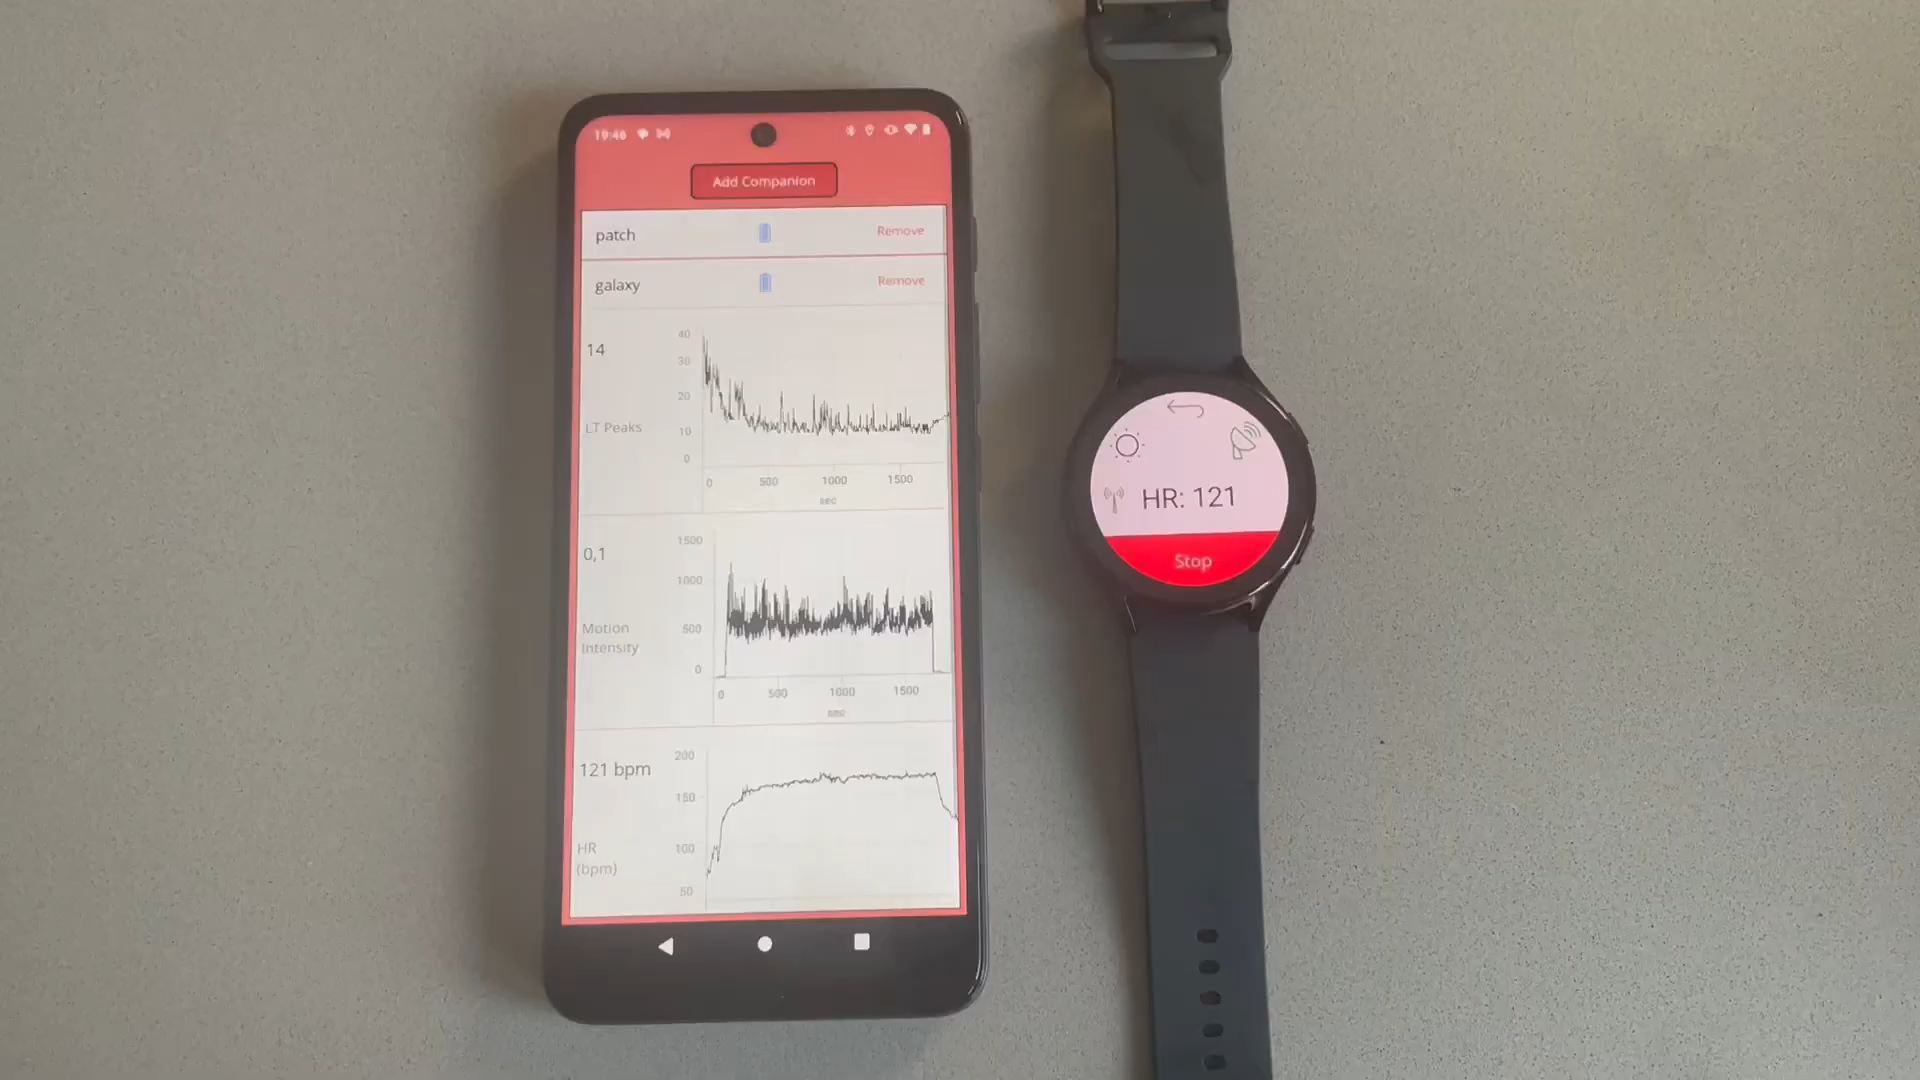 19:46
Add Companion
patch Remove
galaxy Remove
14
LT Peaks
40
30
20
10
0
0 500 1000 1500
sec
0,1
Motion
Intensity
1500
1000
500
0
0 500 1000 1500
sec
121 bpm
HR
(bpm)
200
150
100
50
HR: 121
Stop